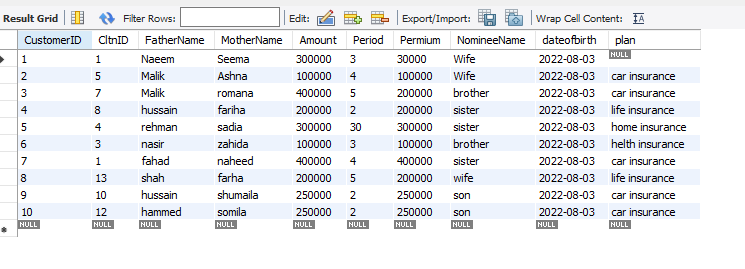 Result Grid Filter Rows: Edit: Export/Import: Wrap Cell Content: IA
CustomerID CltnID FatherName MotherName Amount Period Permium NomineeName dateofbirth plan
1 1 Naeem Seema 300000 3 30000 Wife 2022-08-03 NULL
2 5 Malik Ashna 100000 4 100000 Wife 2022-08-03 car insurance
3 7 Malik romana 400000 5 200000 brother 2022-08-03 car insurance
4 8 hussain fariha 200000 2 200000 sister 2022-08-03 life insurance
5 4 rehman sadia 300000 30 300000 sister 2022-08-03 home insurance
6 3 nasir zahida 100000 3 100000 brother 2022-08-03 helth insurance
7 1 fahad naheed 400000 4 400000 sister 2022-08-03 car insurance
8 13 shah farha 200000 5 200000 wife 2022-08-03 life insurance
9 10 hussain shumaila 250000 2 250000 son 2022-08-03 car insurance
10 12 hammed somila 250000 2 250000 son 2022-08-03 car insurance
NULL NULL NULL NULL NULL NULL NULL NULL NULL NULL